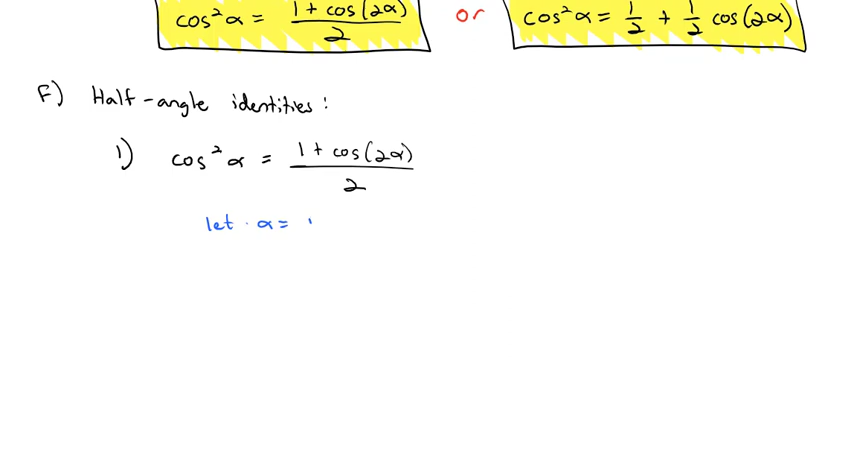 cos²α = (1 + cos(2α))/2 or cos²α = 1/2 + 1/2 cos(2α)
F) Half-angle identities:
1) cos²α = (1 + cos(2α))/2
let α =